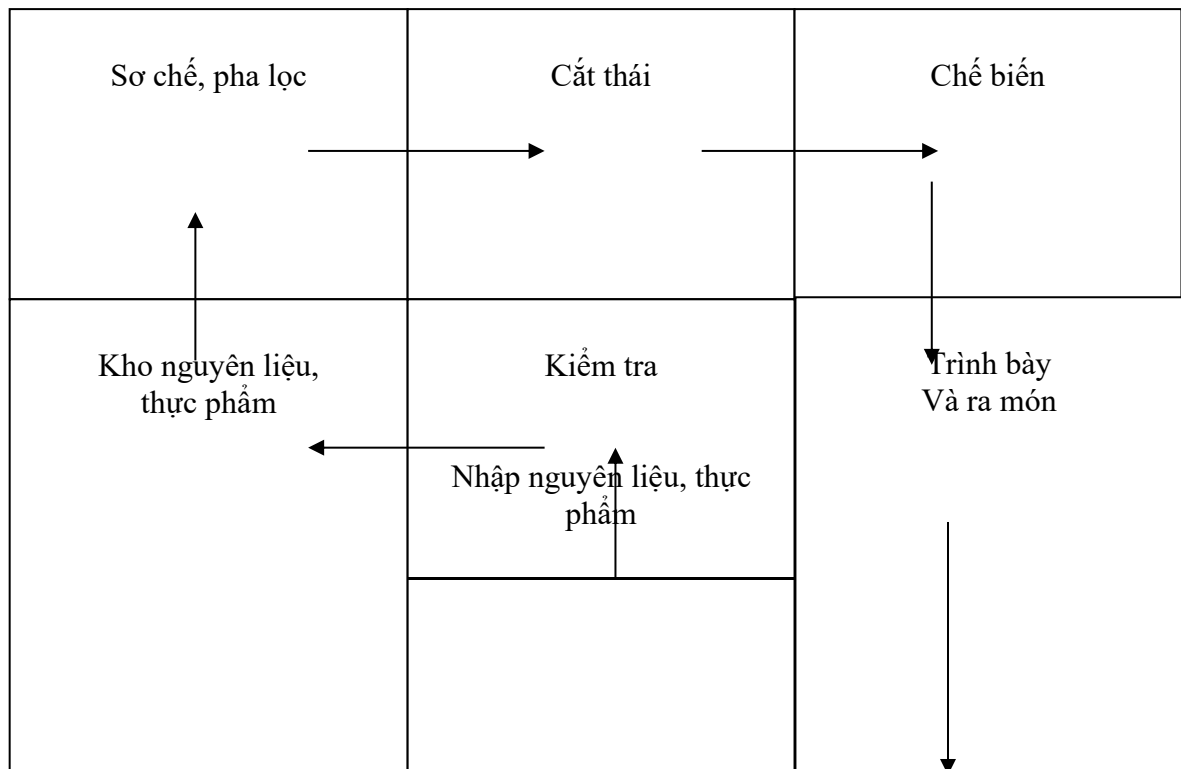 Sơ chế, pha lọc
Cắt thái
Chế biến
Kho nguyên liệu,
thực phẩm
Kiểm tra
Nhập nguyên liệu, thực
phẩm
Trình bày
Và ra món